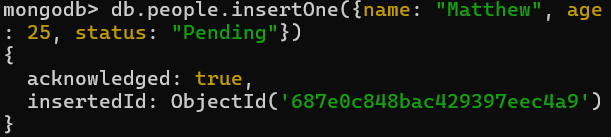 mongodb> db.people.insertOne({name: "Matthew", age
: 25, status: "Pending"})
{
  acknowledged: true,
  insertedId: ObjectId('687e0c848bac429397eec4a9')
}